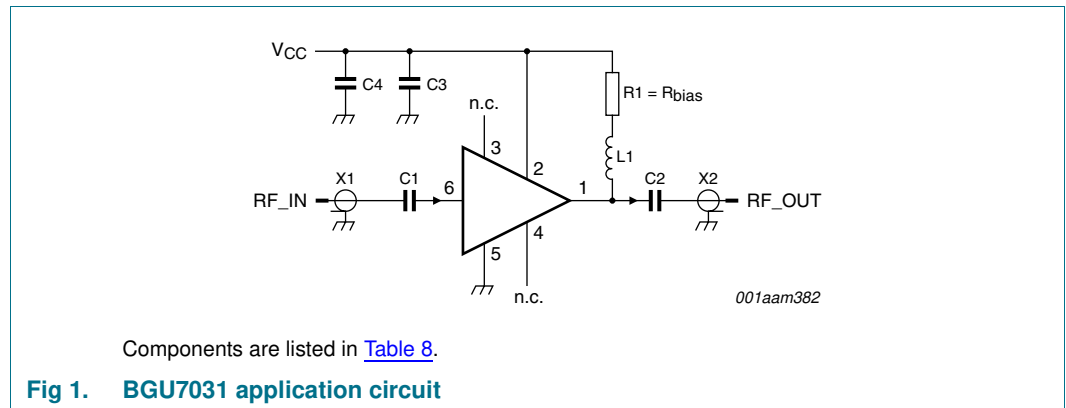 VCC
C4
C3
R1 = Rbias
n.c.
3
2
L1
X1
C1
6
1
C2
X2
RF_IN
RF_OUT
5
4
n.c.
001aam382
Components are listed in Table 8.
Fig 1. BGU7031 application circuit